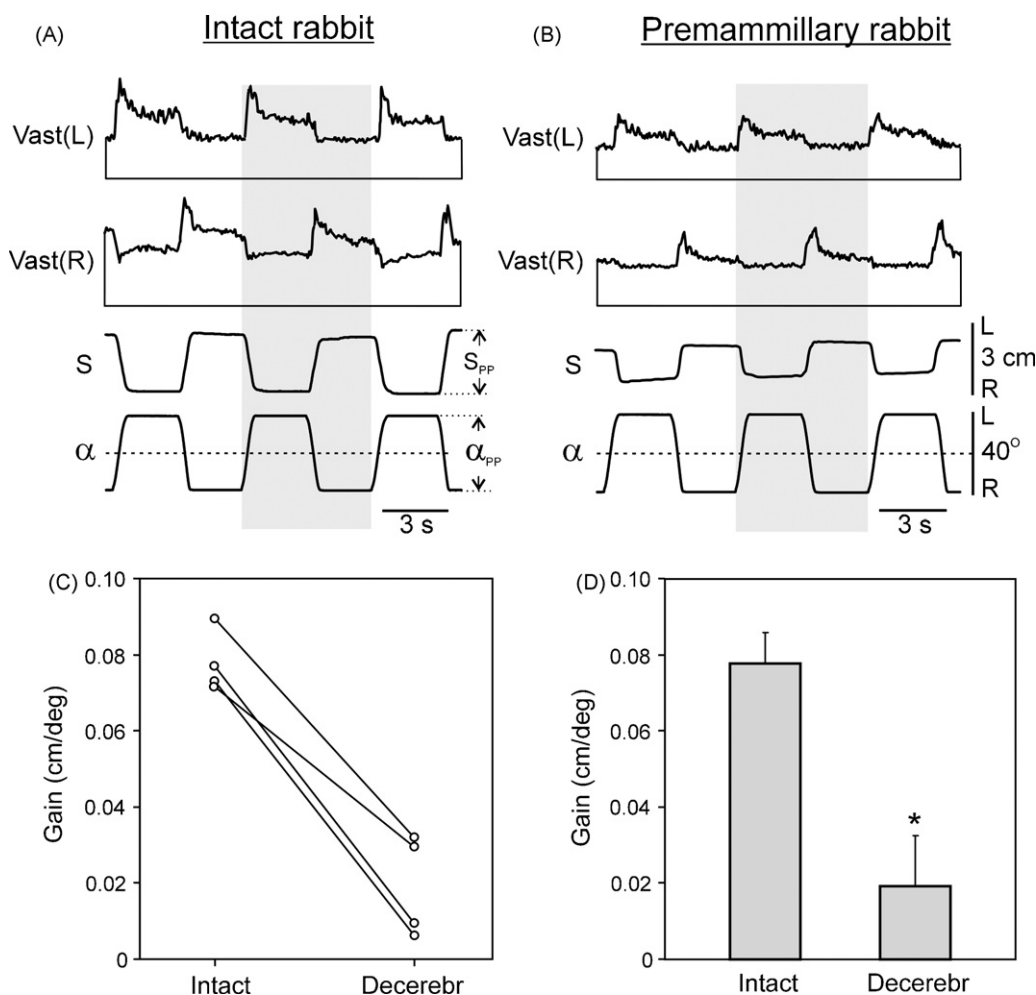 (A) Intact rabbit
Vast(L)
Vast(R)
S
S_PP
α
α_PP
3 s
(B) Premammillary rabbit
Vast(L)
Vast(R)
S
L
3 cm
R
α
L
40°
R
3 s
(C)
Gain (cm/deg)
0.10
0.08
0.06
0.04
0.02
0
Intact Decerebr
(D)
Gain (cm/deg)
0.10
0.08
0.06
0.04
0.02
0
*
Intact Decerebr